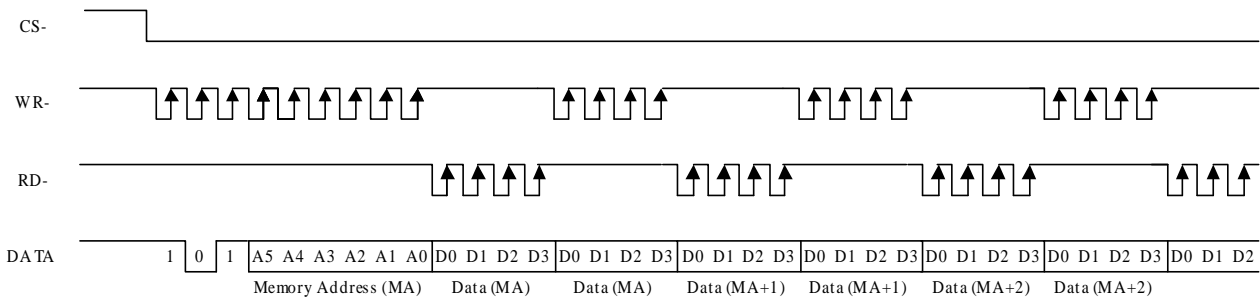 CS-
WR-
RD-
DATA 1 0 1 A5 A4 A3 A2 A1 A0 D0 D1 D2 D3 D0 D1 D2 D3 D0 D1 D2 D3 D0 D1 D2 D3 D0 D1 D2 D3 D0 D1 D2 D3 D0 D1 D2
Memory Address (MA) Data (MA) Data (MA) Data (MA+1) Data (MA+1) Data (MA+2) Data (MA+2)